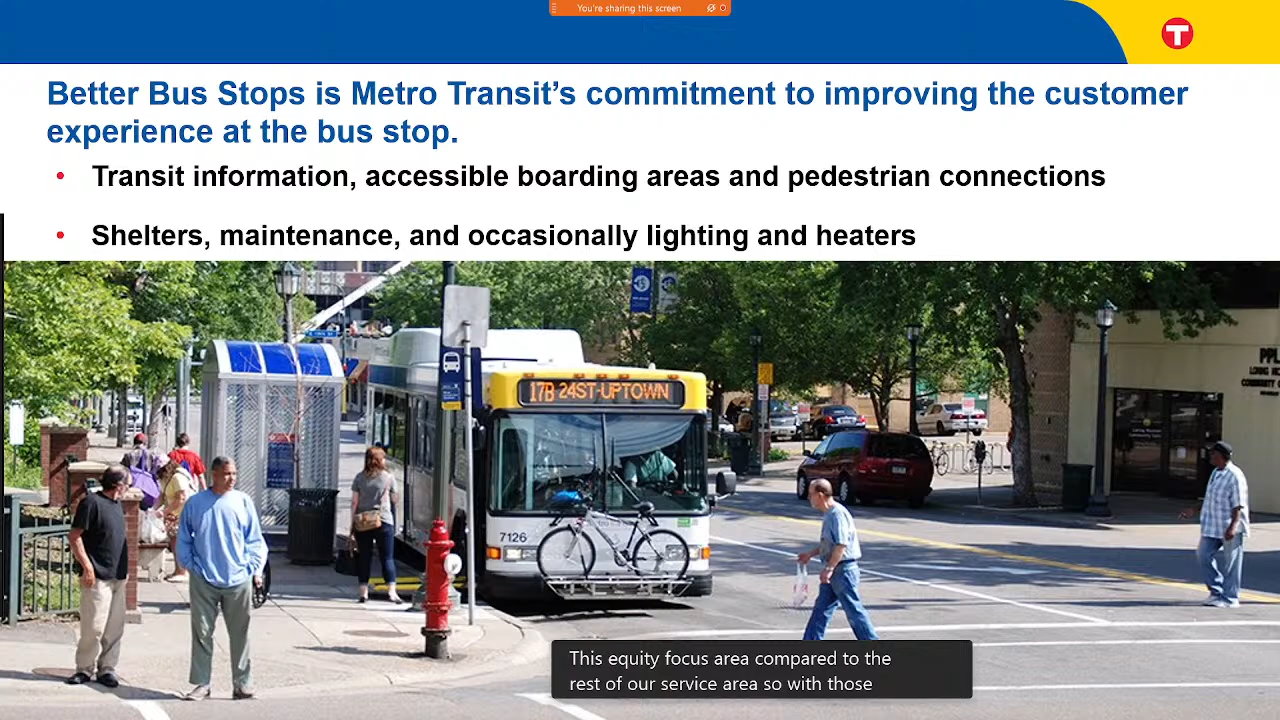 You're sharing this screen
T
Better Bus Stops is Metro Transit's commitment to improving the customer
experience at the bus stop.
• Transit information, accessible boarding areas and pedestrian connections
• Shelters, maintenance, and occasionally lighting and heaters
17B 24ST-UPTOWN
7126
PPL
This equity focus area compared to the
rest of our service area so with those